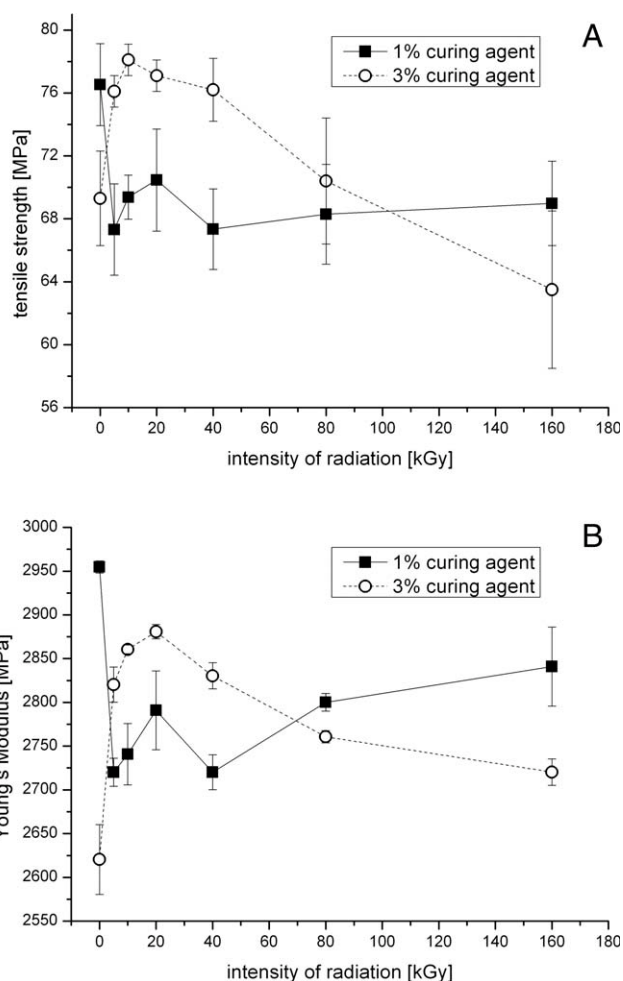 A
80
76
72
68
64
60
56
tensile strength [MPa]
1% curing agent
3% curing agent
0 20 40 60 80 100 120 140 160 180
intensity of radiation [kGy]
B
3000
2950
2900
2850
2800
2750
2700
2650
2600
2550
Young's Modulus [MPa]
1% curing agent
3% curing agent
0 20 40 60 80 100 120 140 160 180
intensity of radiation [kGy]